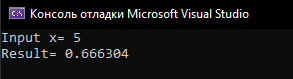 Консоль отладки Microsoft Visual Studio
Input x= 5
Result= 0.666304